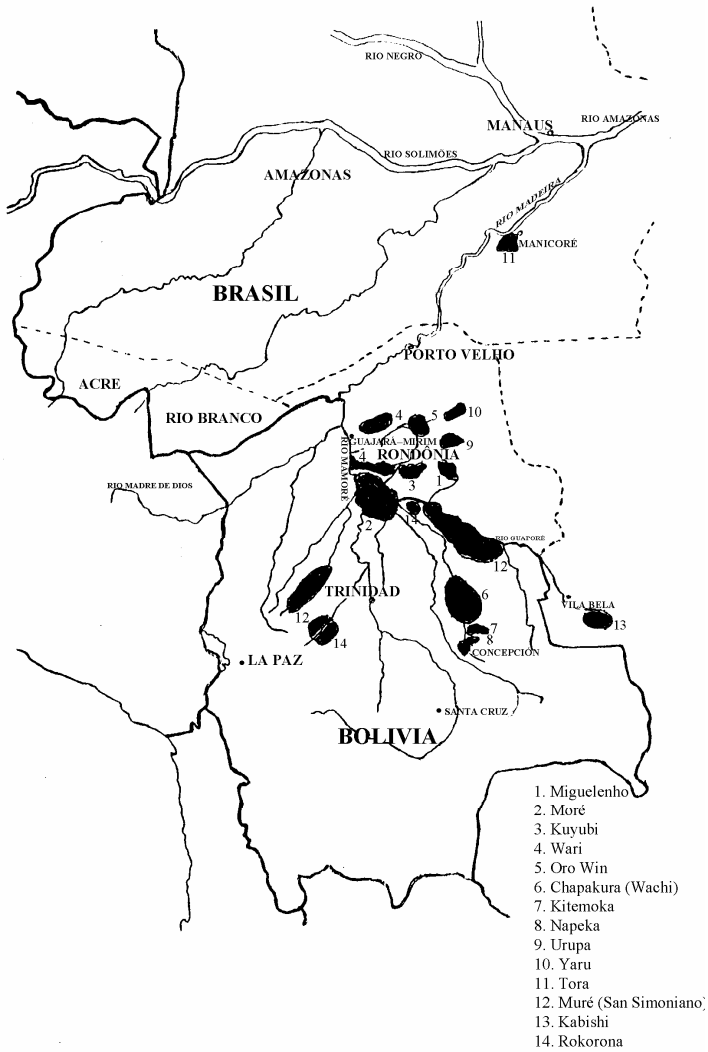 RIO NEGRO
MANAUS
RIO AMAZONAS
RIO SOLIMÕES
AMAZONAS
RIO MADEIRA
MANICORÉ
11
BRASIL
PORTO VELHO
ACRE
RIO BRANCO
4
5
10
GUAJARÁ-MIRIM
9
RONDÔNIA
4
RIO MAMORÉ
3
1
RIO MADRE DE DIOS
2
14
RIO GUAPORÉ
12
TRINIDAD
6
12
VILA BELA
13
14
7
8
CONCEPCIÓN
LA PAZ
SANTA CRUZ
BOLIVIA
1. Miguelenho
2. Moré
3. Kuyubi
4. Wari
5. Oro Win
6. Chapakura (Wachi)
7. Kitemoka
8. Napeka
9. Urupa
10. Yaru
11. Tora
12. Muré (San Simoniano)
13. Kabishi
14. Rokorona